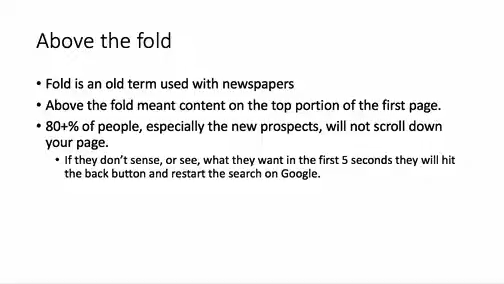 Above the fold
• Fold is an old term used with newspapers
• Above the fold meant content on the top portion of the first page.
• 80+% of people, especially the new prospects, will not scroll down
your page.
• If they don't sense, or see, what they want in the first 5 seconds they will hit
the back button and restart the search on Google.